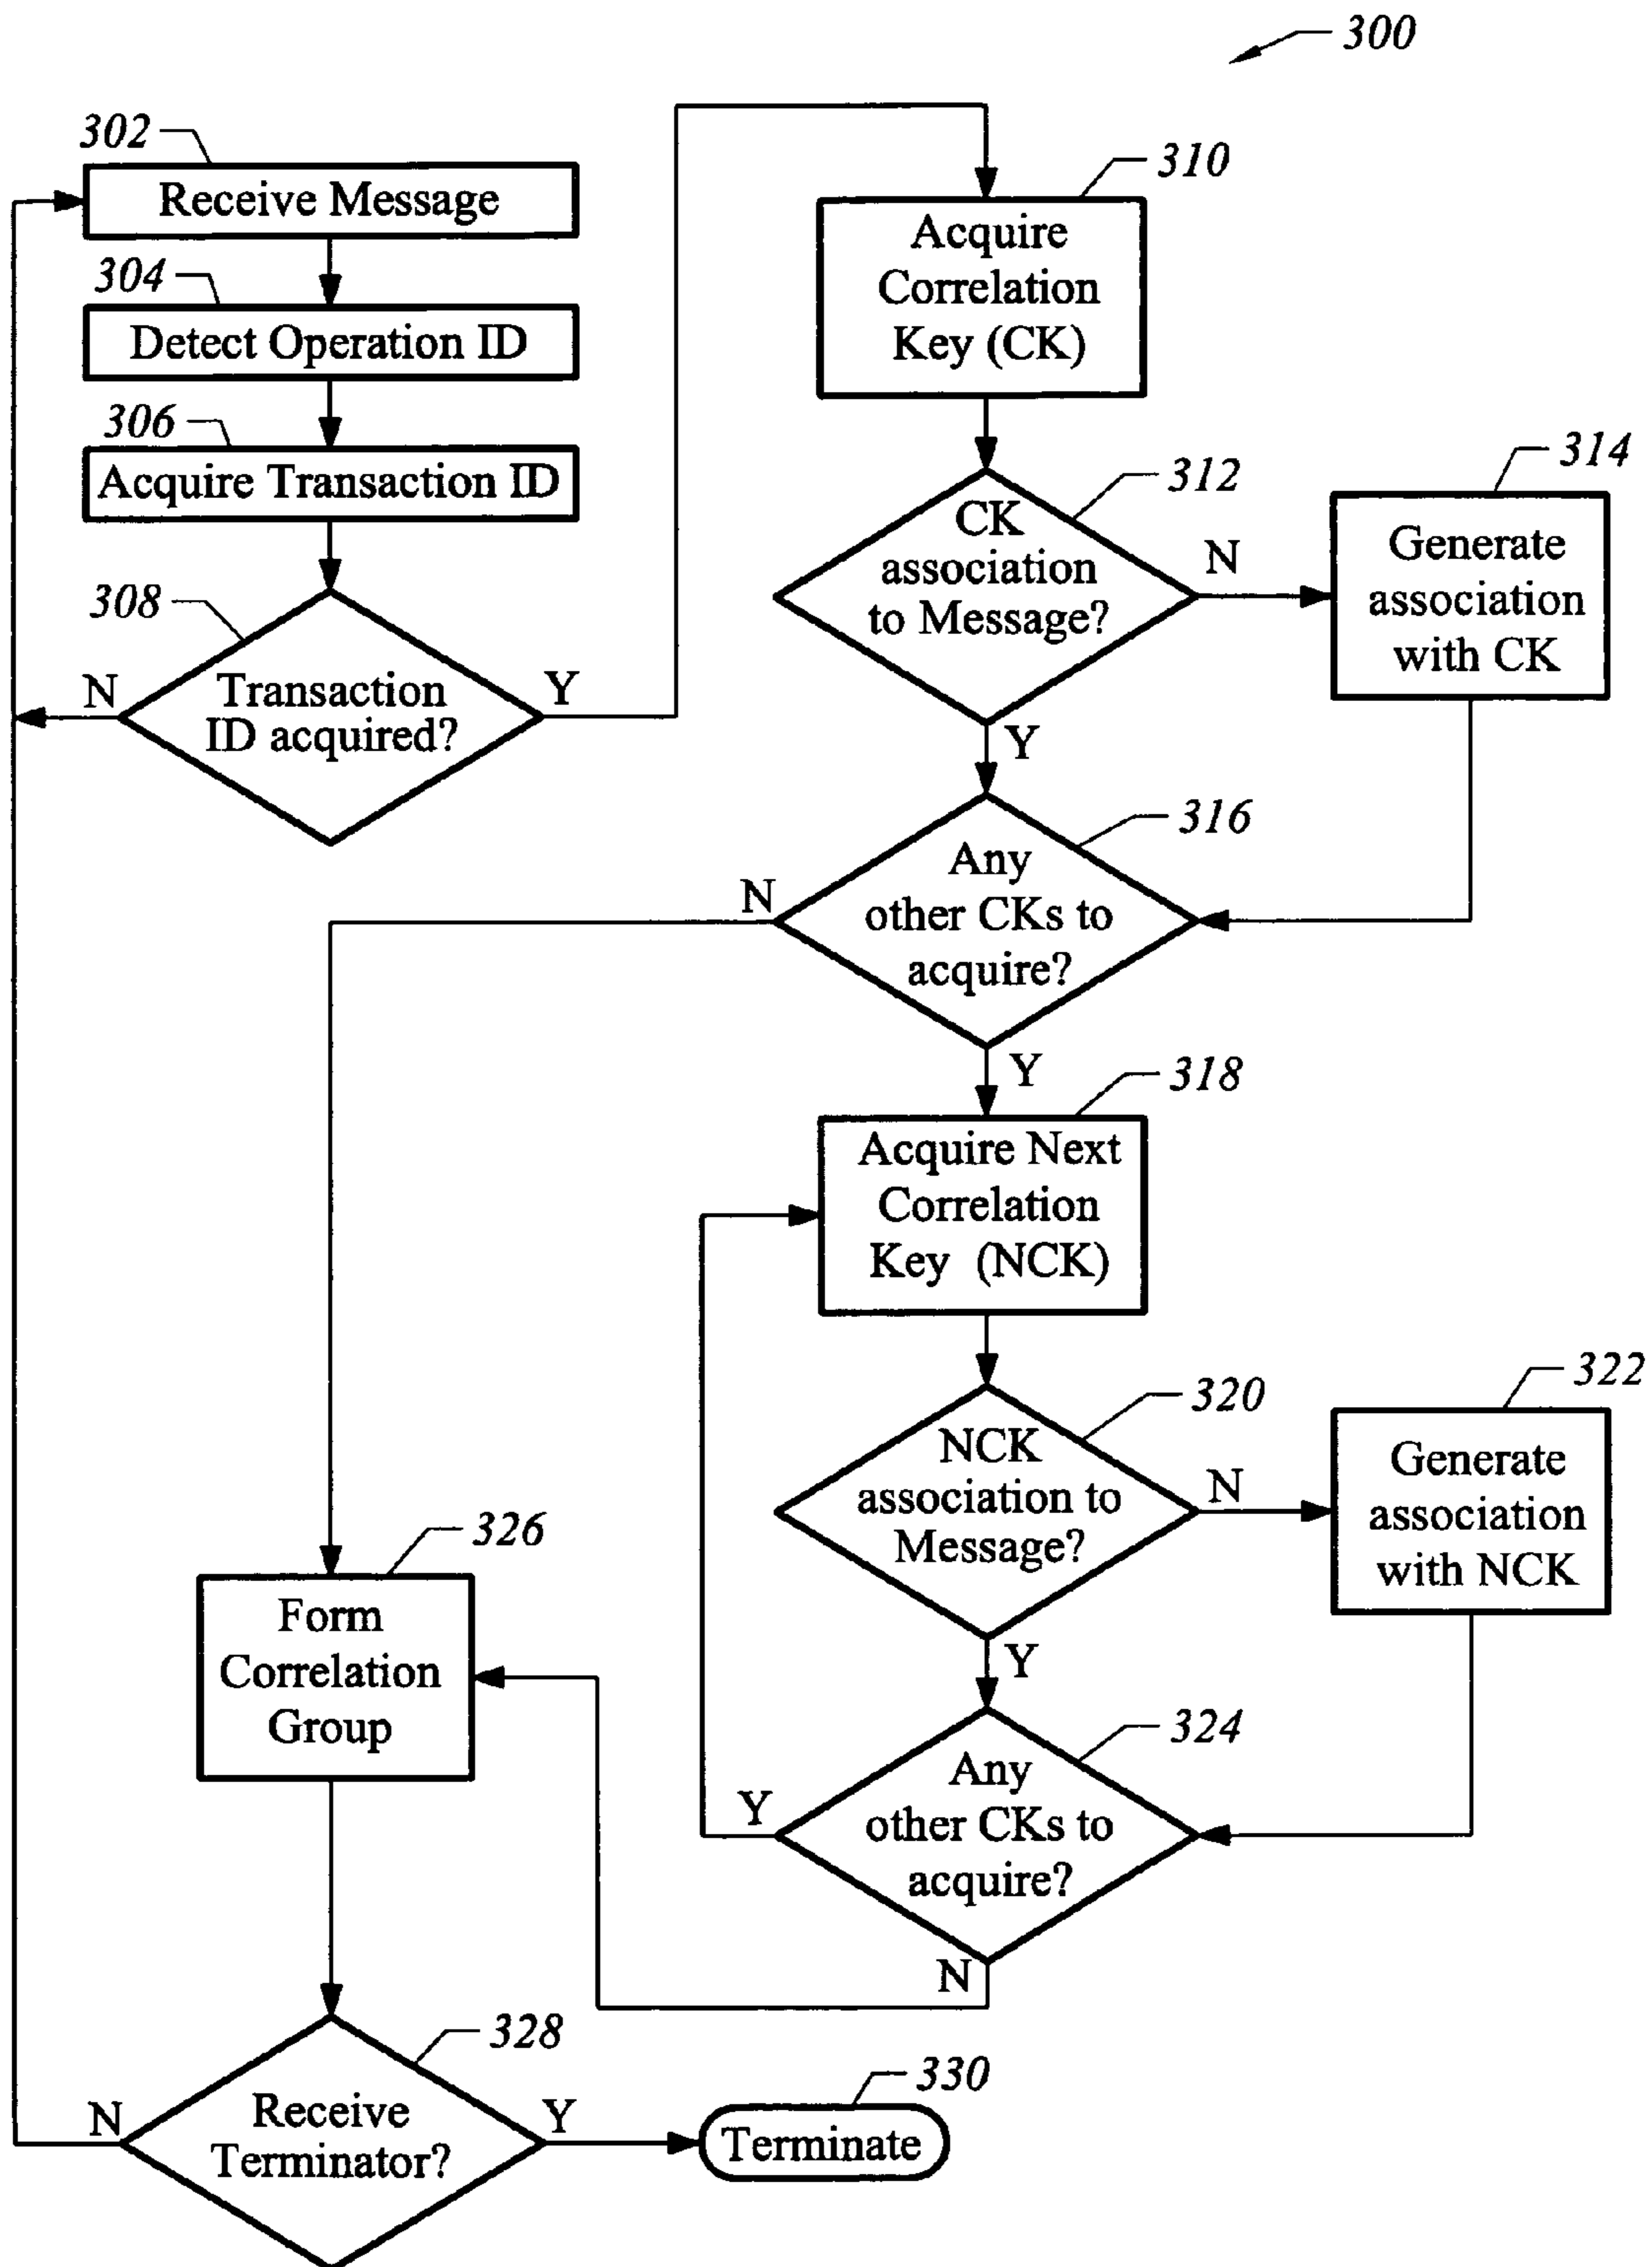 300
302
Receive Message
304
Detect Operation ID
306
Acquire Transaction ID
308
Transaction
ID acquired?
N
Y
310
Acquire
Correlation
Key (CK)
312
CK
association
to Message?
N
Y
314
Generate
association
with CK
316
Any
other CKs to
acquire?
N
Y
318
Acquire Next
Correlation
Key (NCK)
320
NCK
association to
Message?
N
Y
322
Generate
association
with NCK
324
Any
other CKs to
acquire?
Y
N
326
Form
Correlation
Group
328
Receive
Terminator?
N
Y
330
Terminate